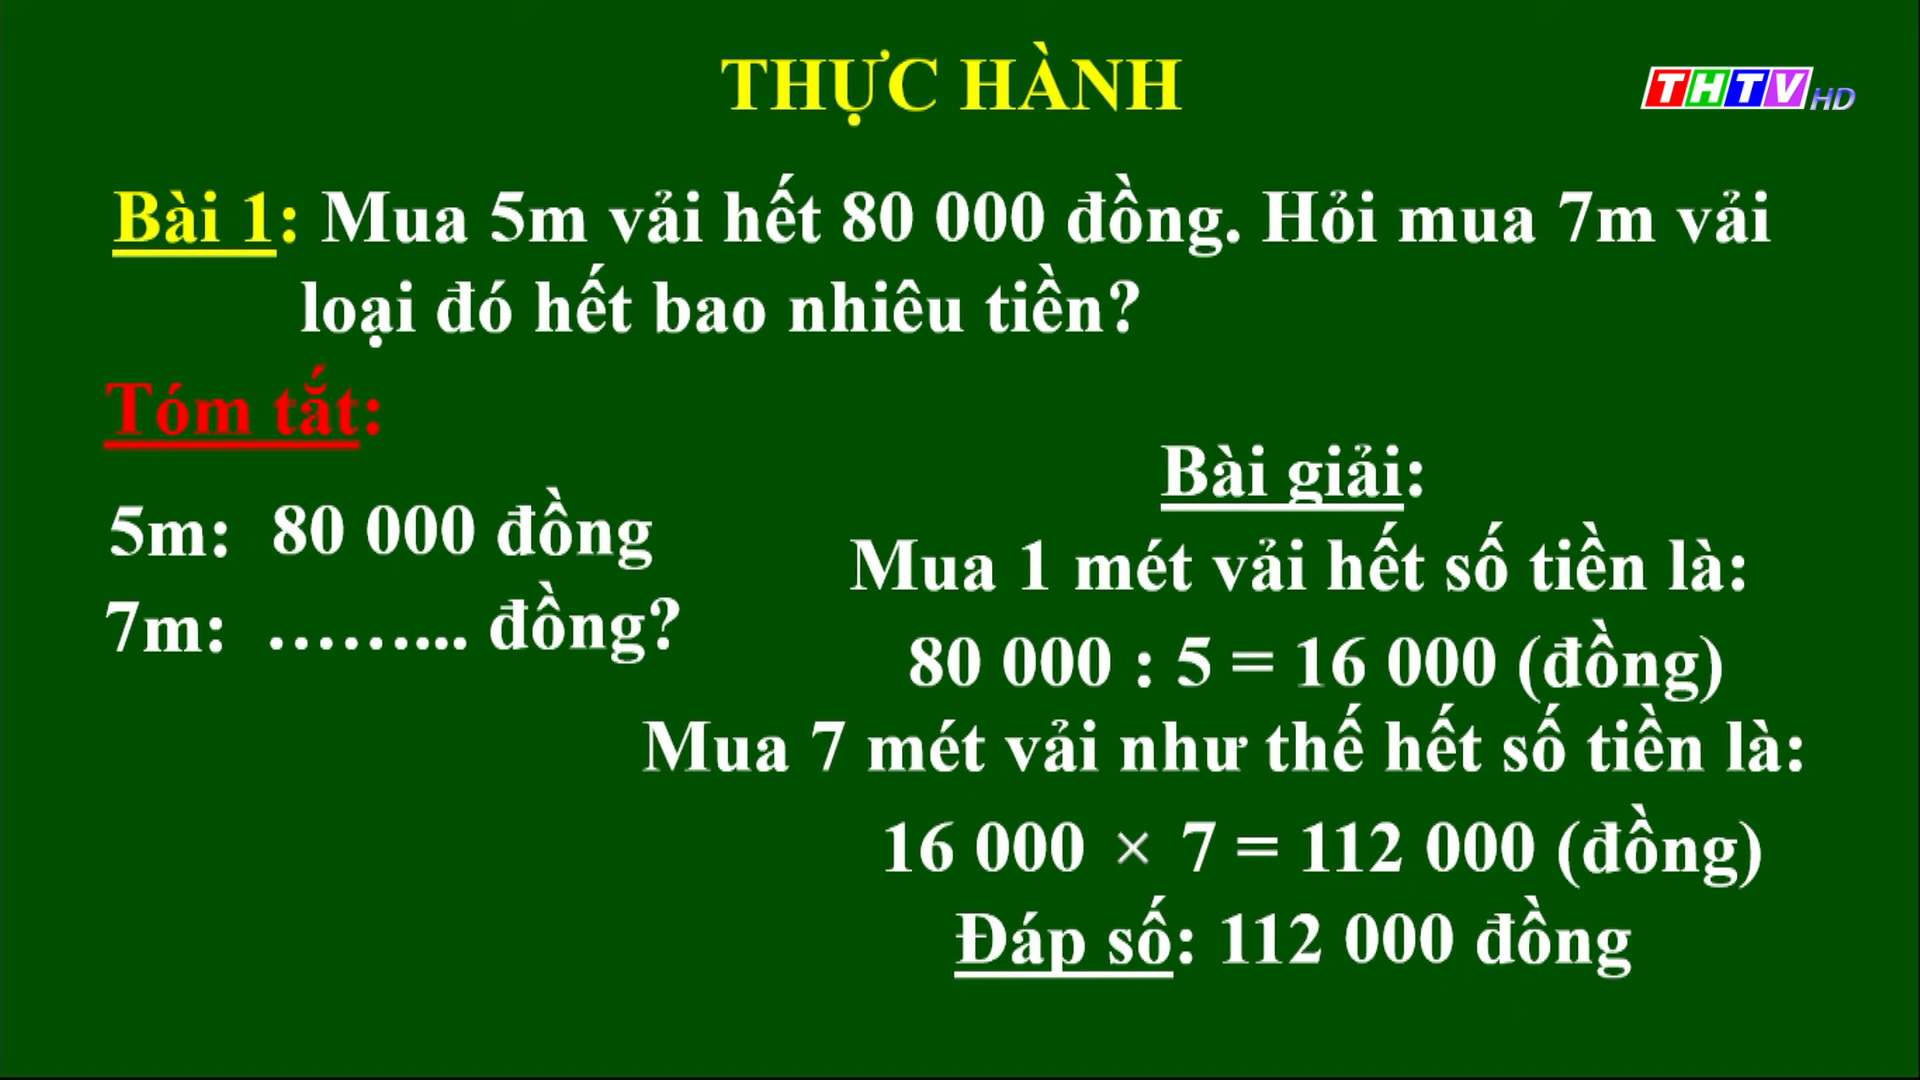 THỰC HÀNH
THTV HD
Bài 1: Mua 5m vải hết 80 000 đồng. Hỏi mua 7m vải
loại đó hết bao nhiêu tiền?
Tóm tắt:
5m: 80 000 đồng
7m: ……... đồng?
Bài giải:
Mua 1 mét vải hết số tiền là:
80 000 : 5 = 16 000 (đồng)
Mua 7 mét vải như thế hết số tiền là:
16 000 × 7 = 112 000 (đồng)
Đáp số: 112 000 đồng